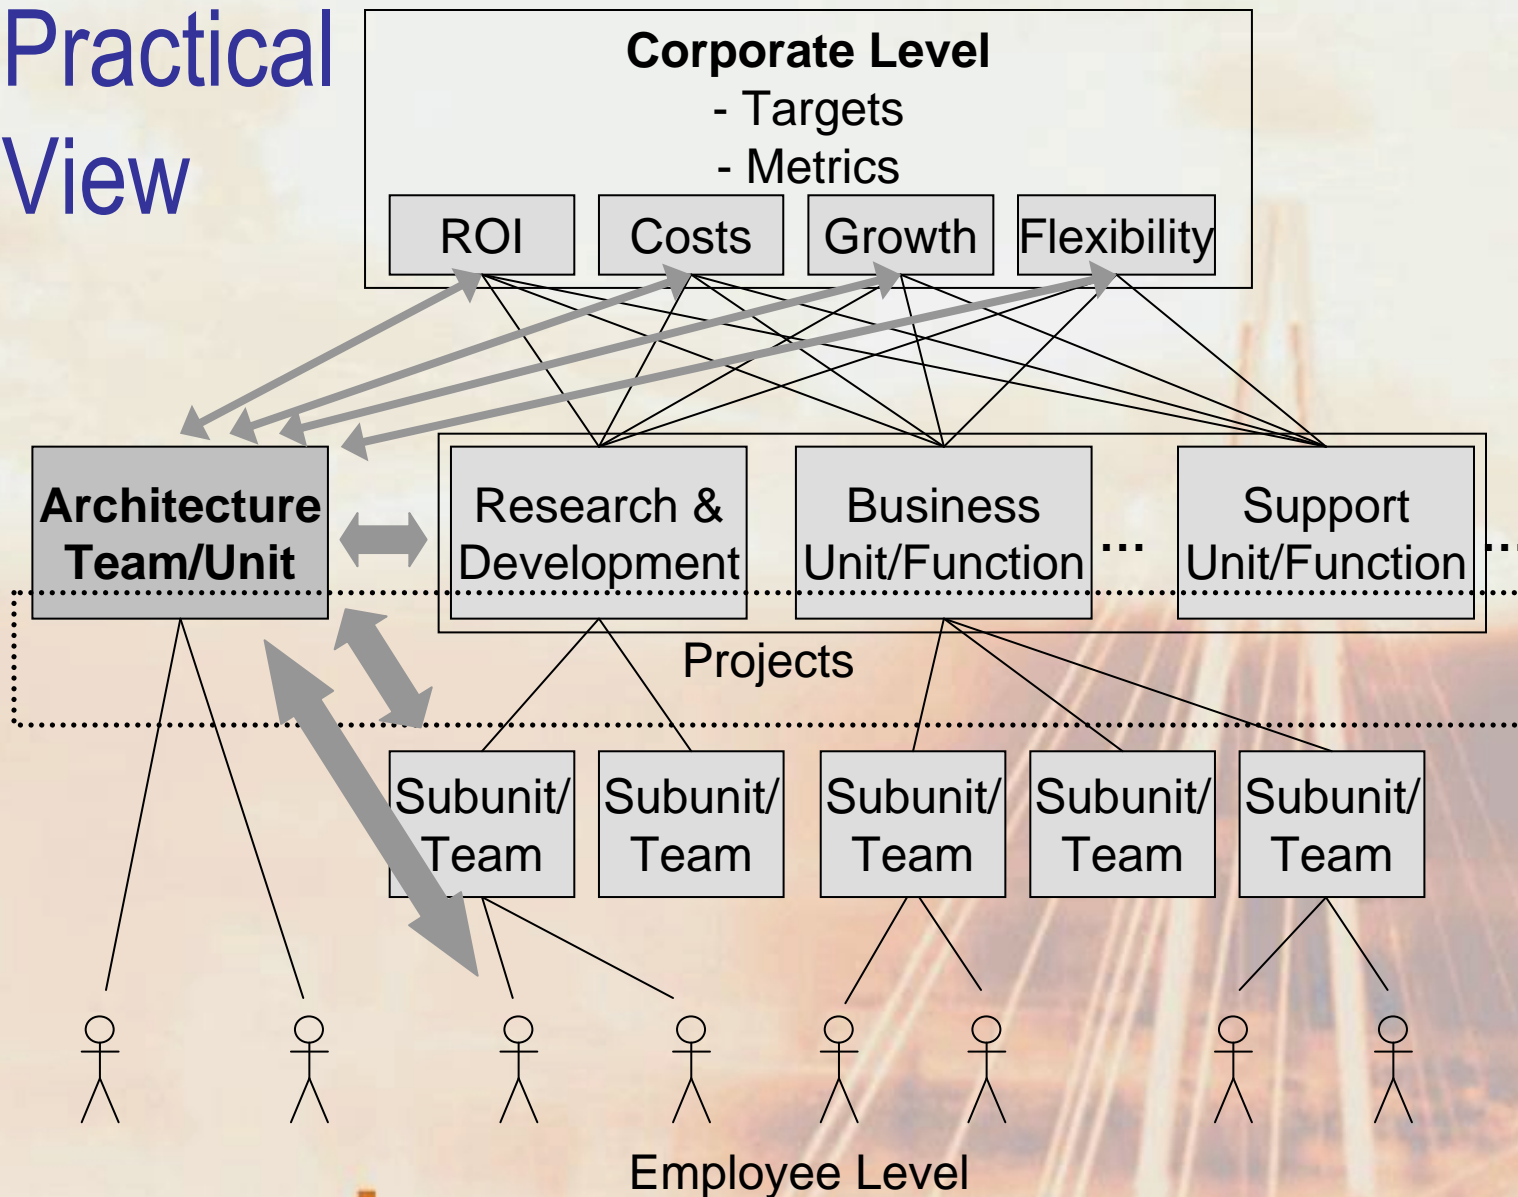 Practical
View
Corporate Level
- Targets
- Metrics
ROI
Costs
Growth
Flexibility
Architecture
Team/Unit
Research &
Development
Business
Unit/Function
...
Support
Unit/Function
...
Projects
Subunit/
Team
Subunit/
Team
Subunit/
Team
Subunit/
Team
Subunit/
Team
Employee Level